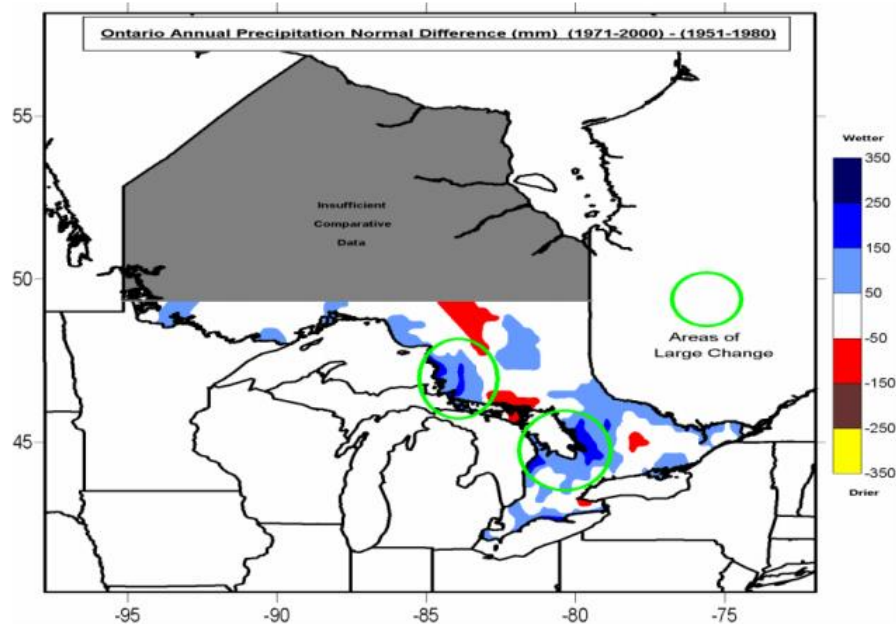 Ontario Annual Precipitation Normal Difference (mm)  (1971-2000) - (1951-1980)
55
50
45
Insufficient
Comparative
Data
Areas of
Large Change
Wetter
350
250
150
50
-50
-150
-250
-350
Drier
-95
-90
-85
-80
-75